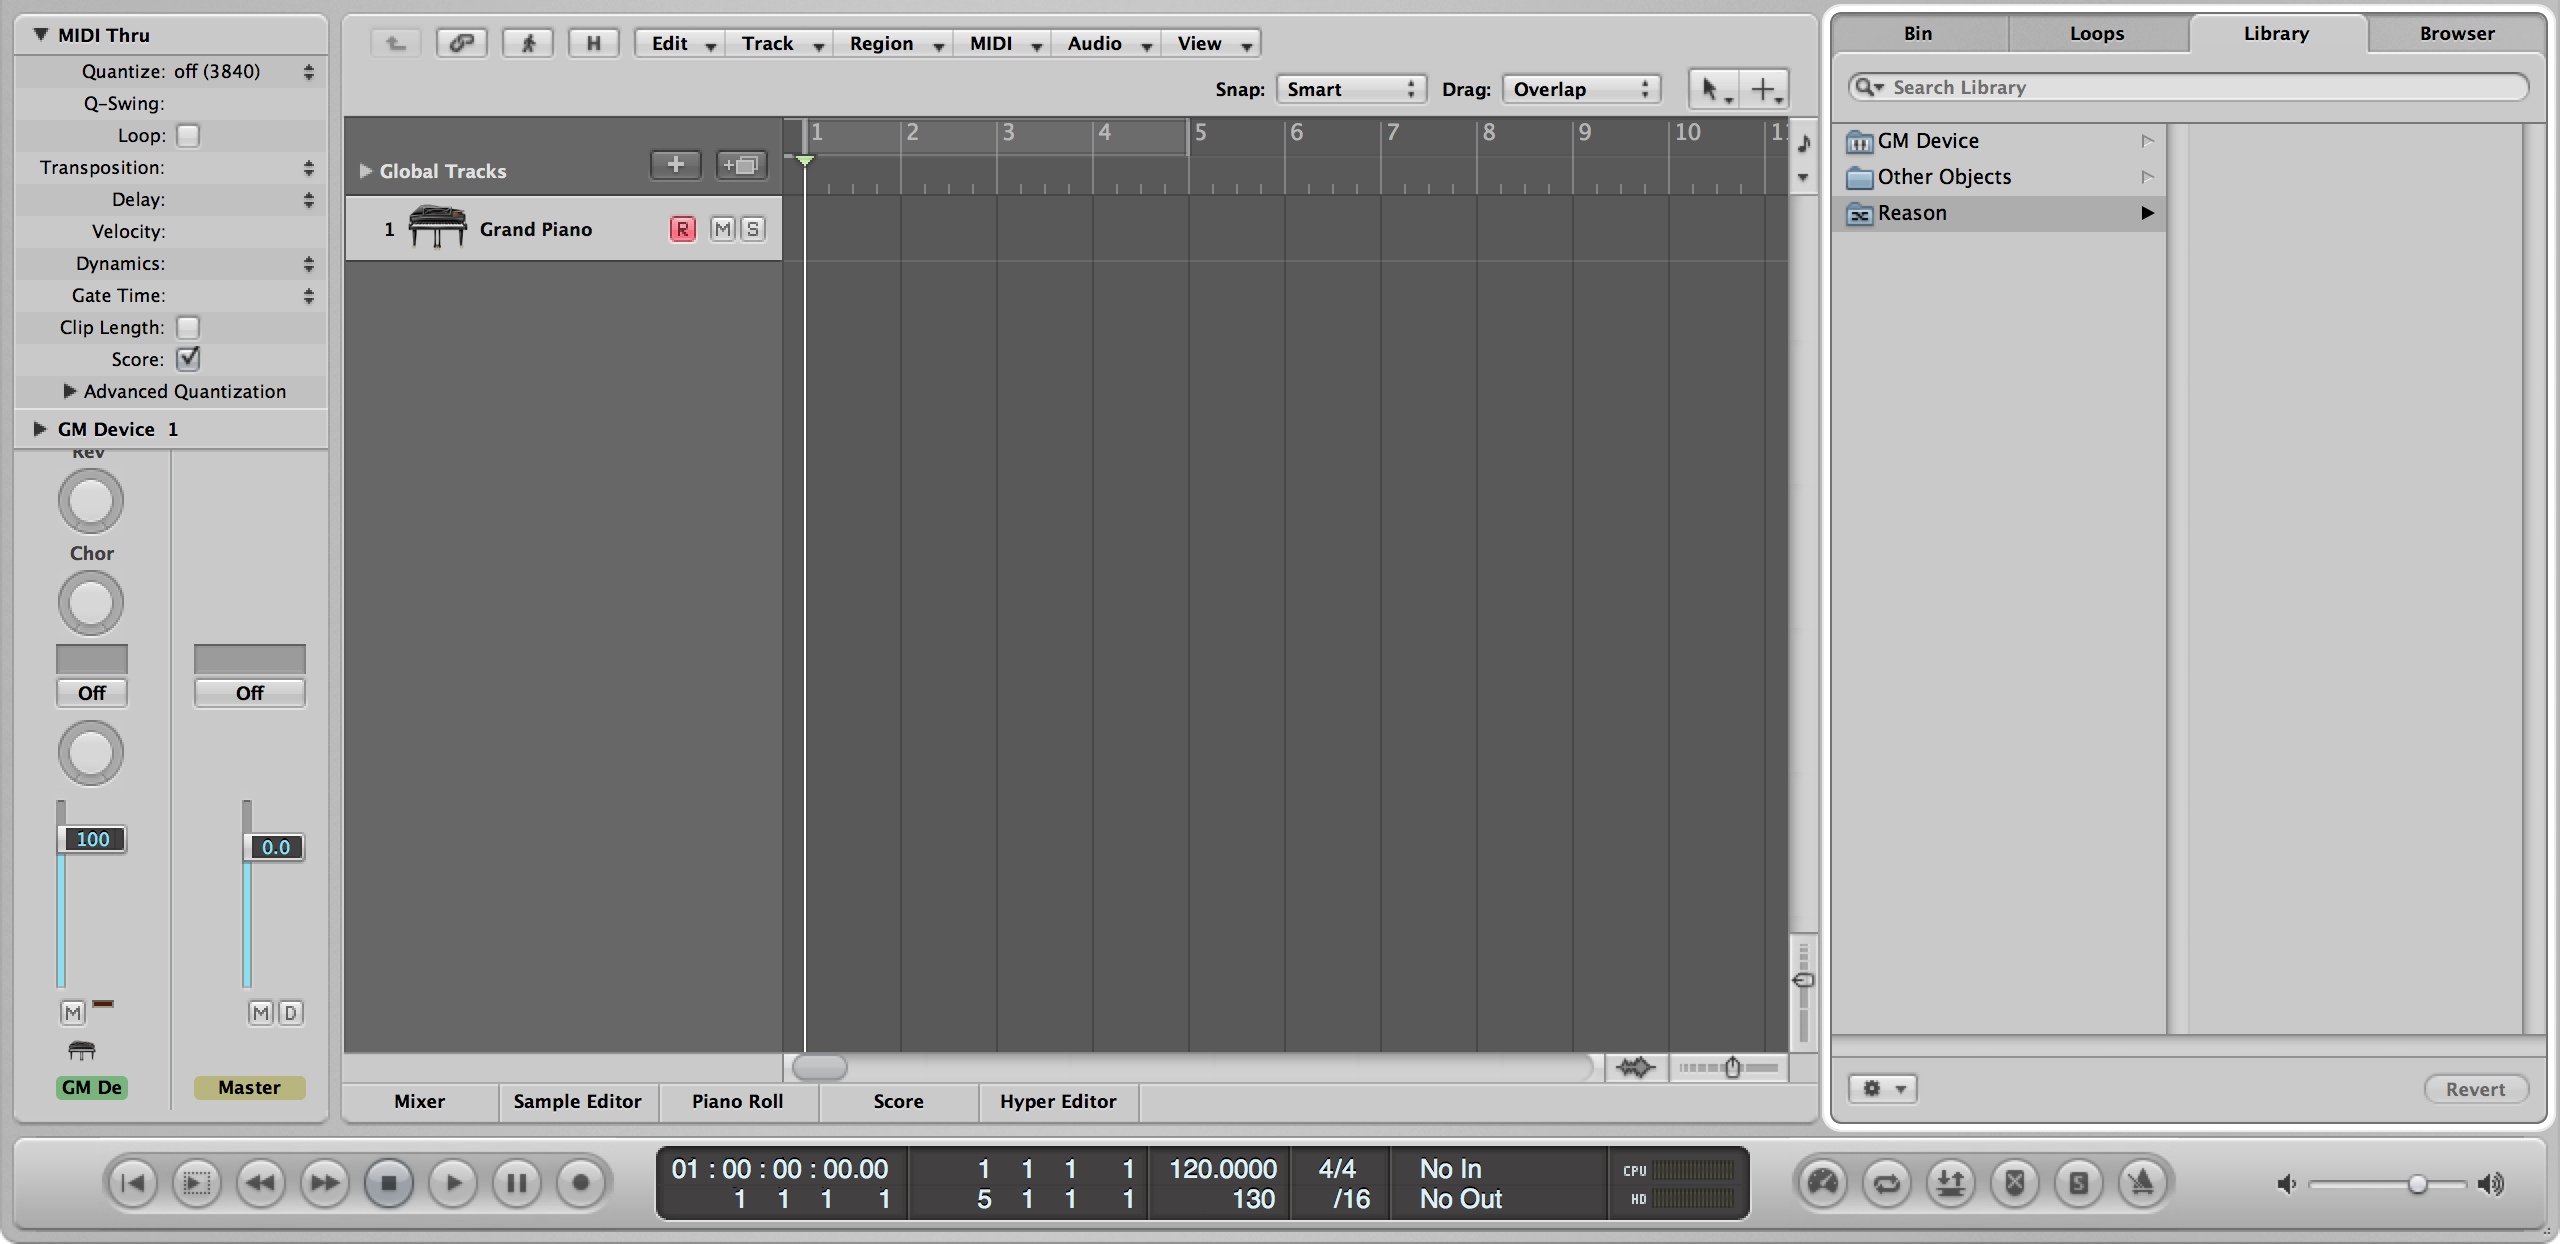 MIDI Thru
Quantize: off (3840)
Q-Swing:
Loop:
Transposition:
Delay:
Velocity:
Dynamics:
Gate Time:
Clip Length:
Score:
Advanced Quantization
GM Device 1
Rev
Chor
Off
Off
100
0.0
M
M D
GM De
Master
H
Edit
Track
Region
MIDI
Audio
View
Snap: Smart
Drag: Overlap
1 2 3 4 5 6 7 8 9 10
Global Tracks
1 Grand Piano R M S
Mixer
Sample Editor
Piano Roll
Score
Hyper Editor
Bin
Loops
Library
Browser
Search Library
GM Device
Other Objects
Reason
Revert
01 : 00 : 00 : 00.00 1 1 1 1 120.0000 4/4 No In CPU
1 1 1 1 5 1 1 1 130 /16 No Out HD
S